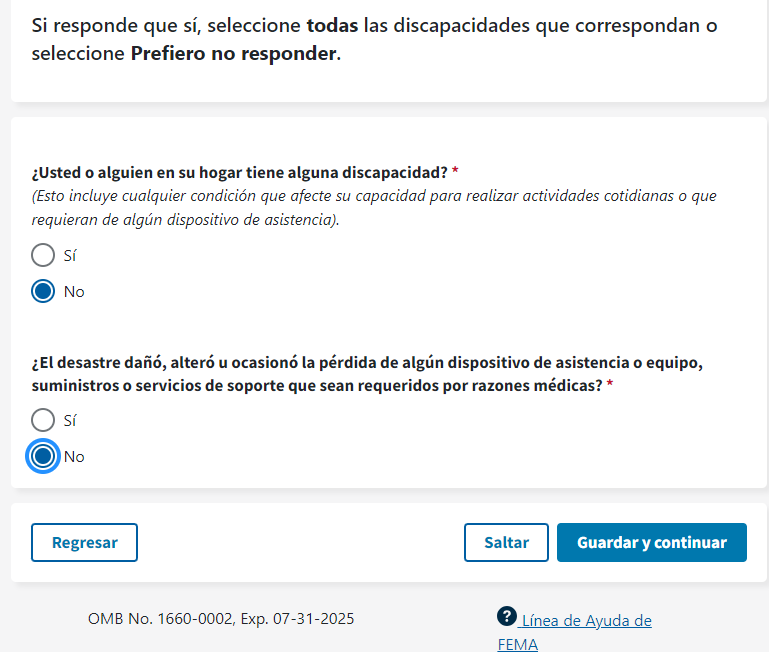 Si responde que sí, seleccione todas las discapacidades que correspondan o
seleccione Prefiero no responder.
¿Usted o alguien en su hogar tiene alguna discapacidad? *
(Esto incluye cualquier condición que afecte su capacidad para realizar actividades cotidianas o que
requieran de algún dispositivo de asistencia).
Sí
No
¿El desastre dañó, alteró u ocasionó la pérdida de algún dispositivo de asistencia o equipo,
suministros o servicios de soporte que sean requeridos por razones médicas? *
Sí
No
Regresar
Saltar
Guardar y continuar
OMB No. 1660-0002, Exp. 07-31-2025
? Línea de Ayuda de
FEMA